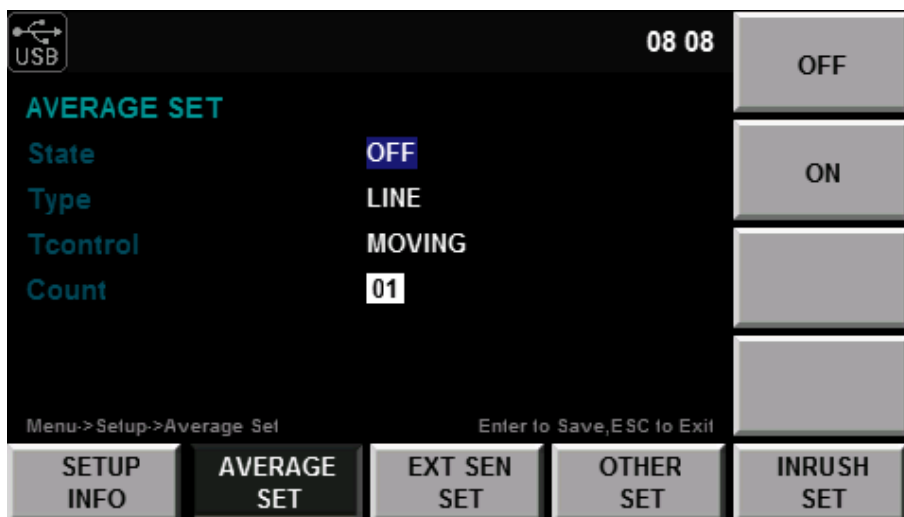 USB
08 08
OFF
AVERAGE SET
State OFF
ON
Type LINE
Tcontrol MOVING
Count 01
Menu->Setup->Average Set Enter to Save,ESC to Exit
SETUP INFO
AVERAGE SET
EXT SEN SET
OTHER SET
INRUSH SET